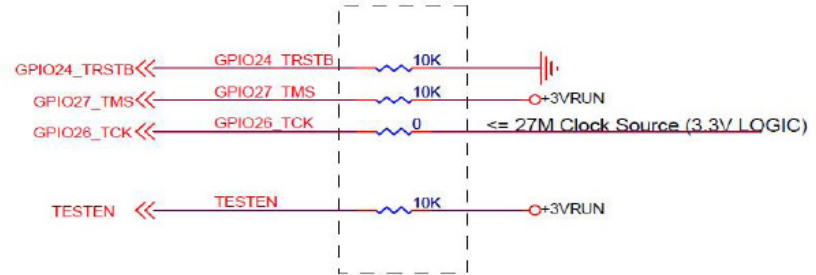 GPIO24_TRSTB GPIO24_TRSTB 10K
GPIO27_TMS GPIO27_TMS 10K +3VRUN
GPIO26_TCK GPIO26_TCK 0 <= 27M Clock Source (3.3V LOGIC)
TESTEN TESTEN 10K +3VRUN